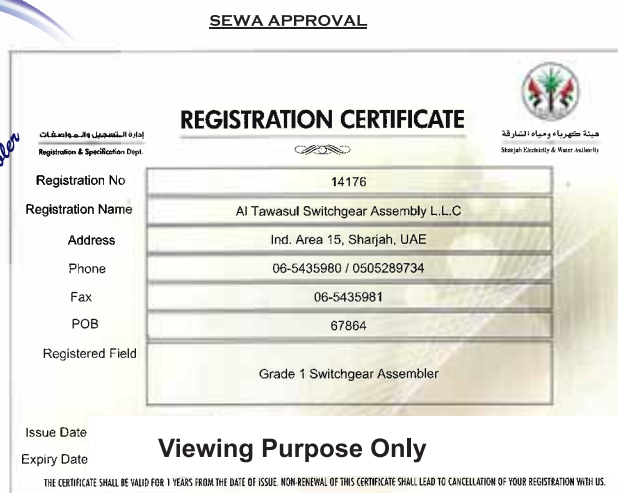 SEWA APPROVAL
إدارة التسجيل والمواصفات
Registration & Specification Dept.
REGISTRATION CERTIFICATE
هيئة كهرباء ومياه الشارقة
Sharjah Electricity & Water Authority
Registration No 14176
Registration Name Al Tawasul Switchgear Assembly L.L.C
Address Ind. Area 15, Sharjah, UAE
Phone 06-5435980 / 0505289734
Fax 06-5435981
POB 67864
Registered Field Grade 1 Switchgear Assembler
Issue Date
Expiry Date
Viewing Purpose Only
THE CERTIFICATE SHALL BE VALID FOR 1 YEARS FROM THE DATE OF ISSUE. NON-RENEWAL OF THIS CERTIFICATE SHALL LEAD TO CANCELLATION OF YOUR REGISTRATION WITH US.